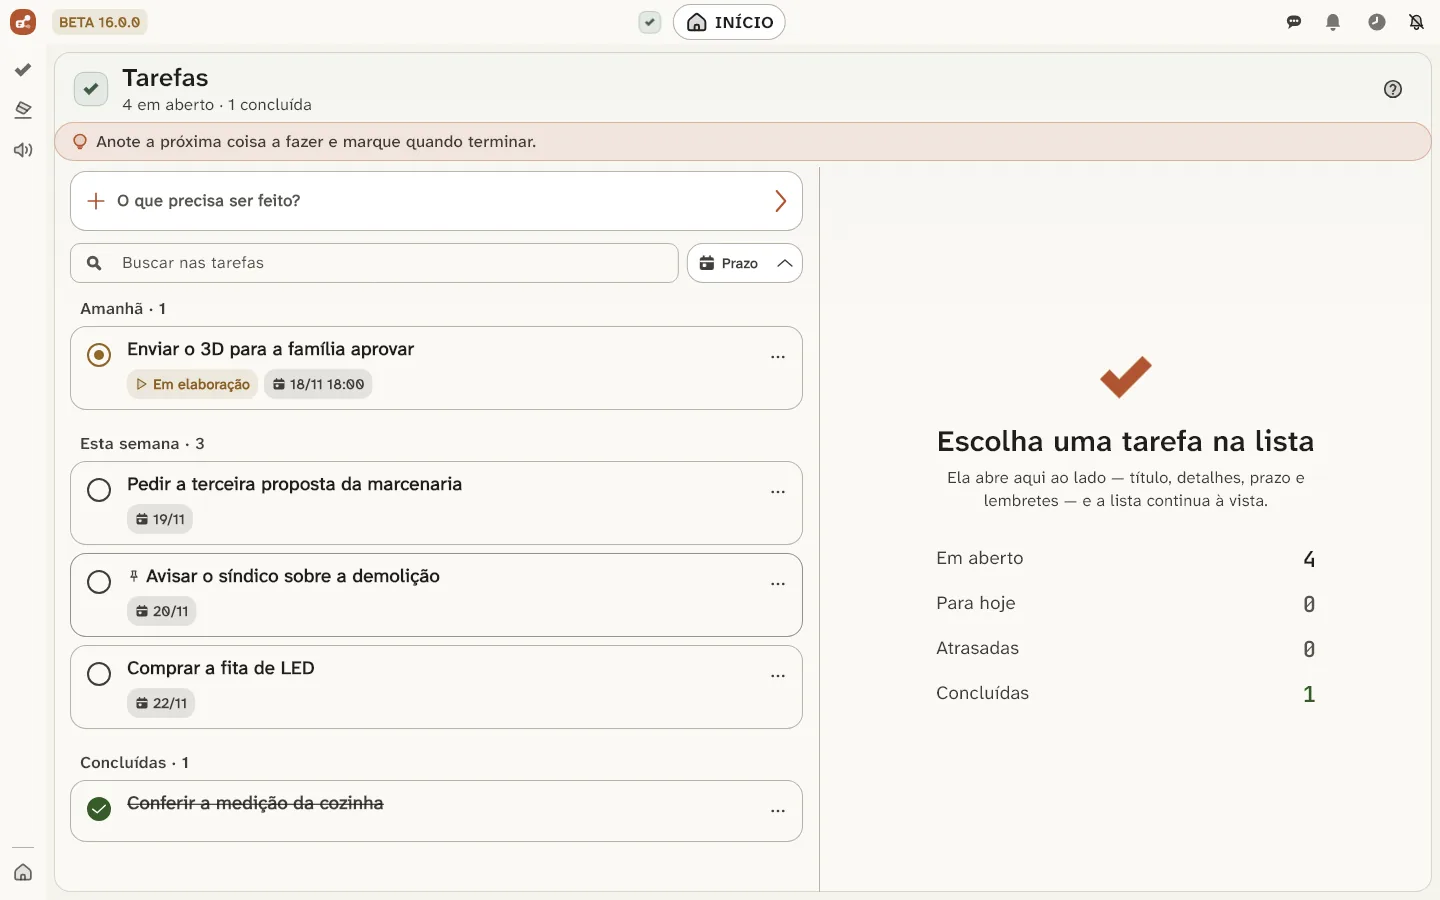 BETA 16.0.0
INÍCIO
Tarefas
4 em aberto · 1 concluída
Anote a próxima coisa a fazer e marque quando terminar.
O que precisa ser feito?
Buscar nas tarefas
Prazo
Amanhã · 1
Enviar o 3D para a família aprovar
Em elaboração
18/11 18:00
Esta semana · 3
Pedir a terceira proposta da marcenaria
19/11
Avisar o síndico sobre a demolição
20/11
Comprar a fita de LED
22/11
Concluídas · 1
Conferir a medição da cozinha
Escolha uma tarefa na lista
Ela abre aqui ao lado — título, detalhes, prazo e
lembretes — e a lista continua à vista.
Em aberto 4
Para hoje 0
Atrasadas 0
Concluídas 1